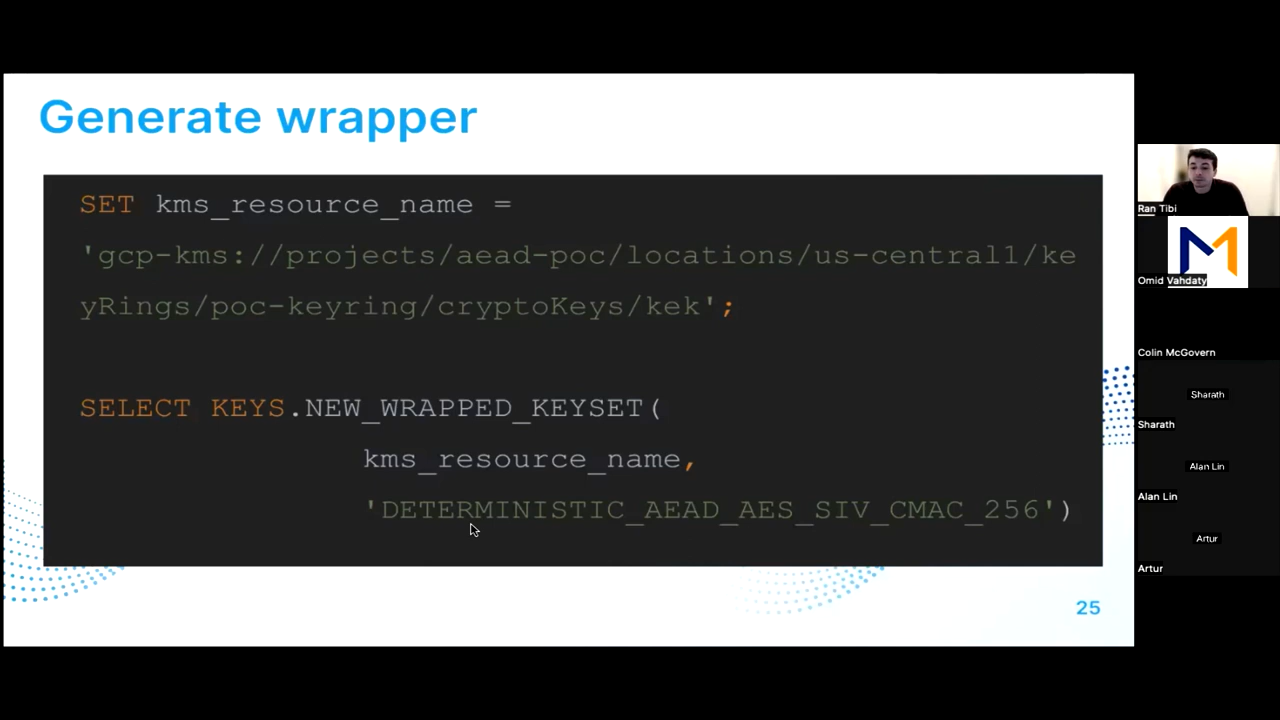 Generate wrapper
SET kms_resource_name =
'gcp-kms://projects/aead-poc/locations/us-central1/ke
yRings/poc-keyring/cryptoKeys/kek';
SELECT KEYS.NEW_WRAPPED_KEYSET(
kms_resource_name,
'DETERMINISTIC_AEAD_AES_SIV_CMAC_256')
25
Ran Tibi
Omid Vahdaty
Colin McGovern
Sharath
Sharath
Alan Lin
Alan Lin
Artur
Artur